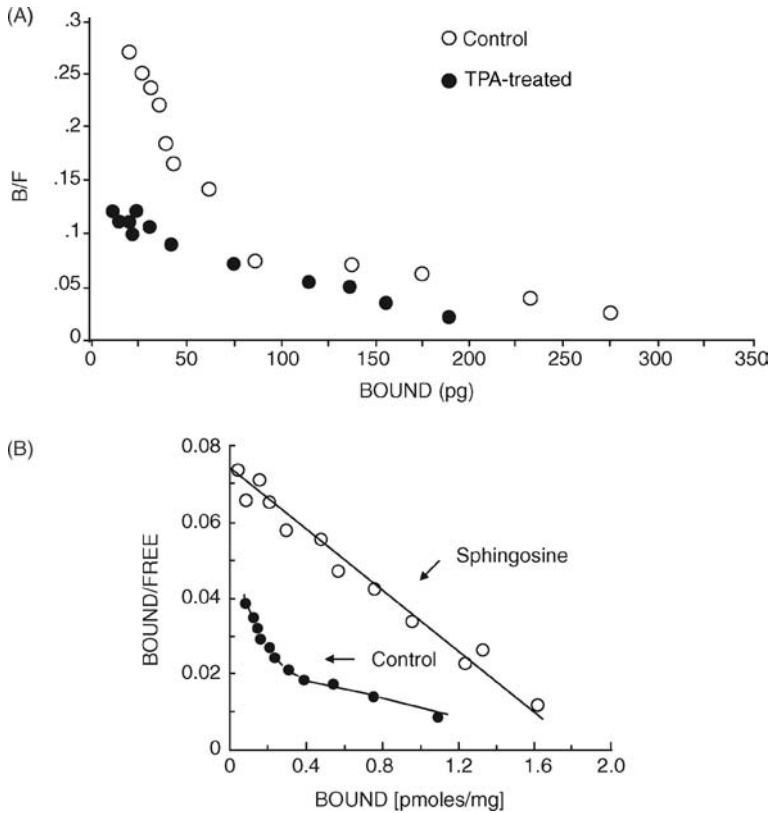 (A)
.3
.25
.2
.15
.1
.05
0
B/F
Control
TPA-treated
0 50 100 150 200 250 300 350
BOUND (pg)
(B)
0.08
0.06
0.04
0.02
0
BOUND/FREE
Sphingosine
Control
0 0.4 0.8 1.2 1.6 2.0
BOUND [pmoles/mg]